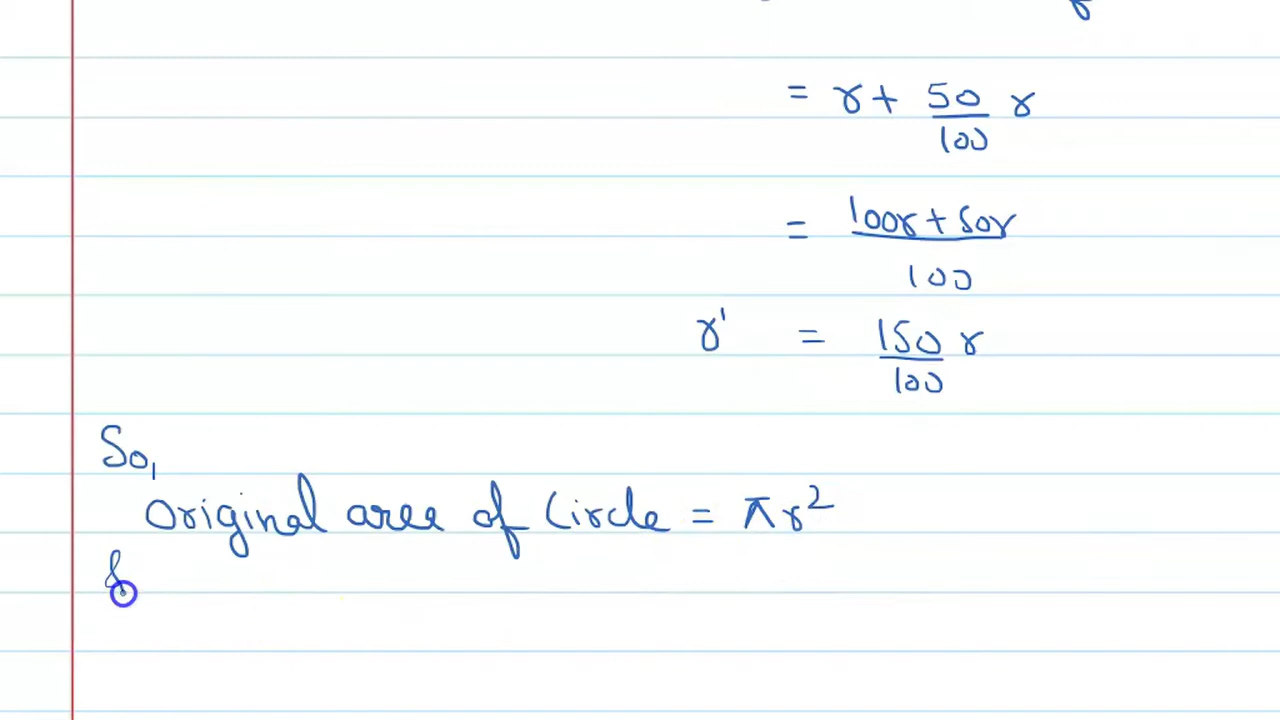 = r + 50/100 r
= 100r + 50r / 100
r' = 150/100 r
So,
Original area of Circle = πr²
&